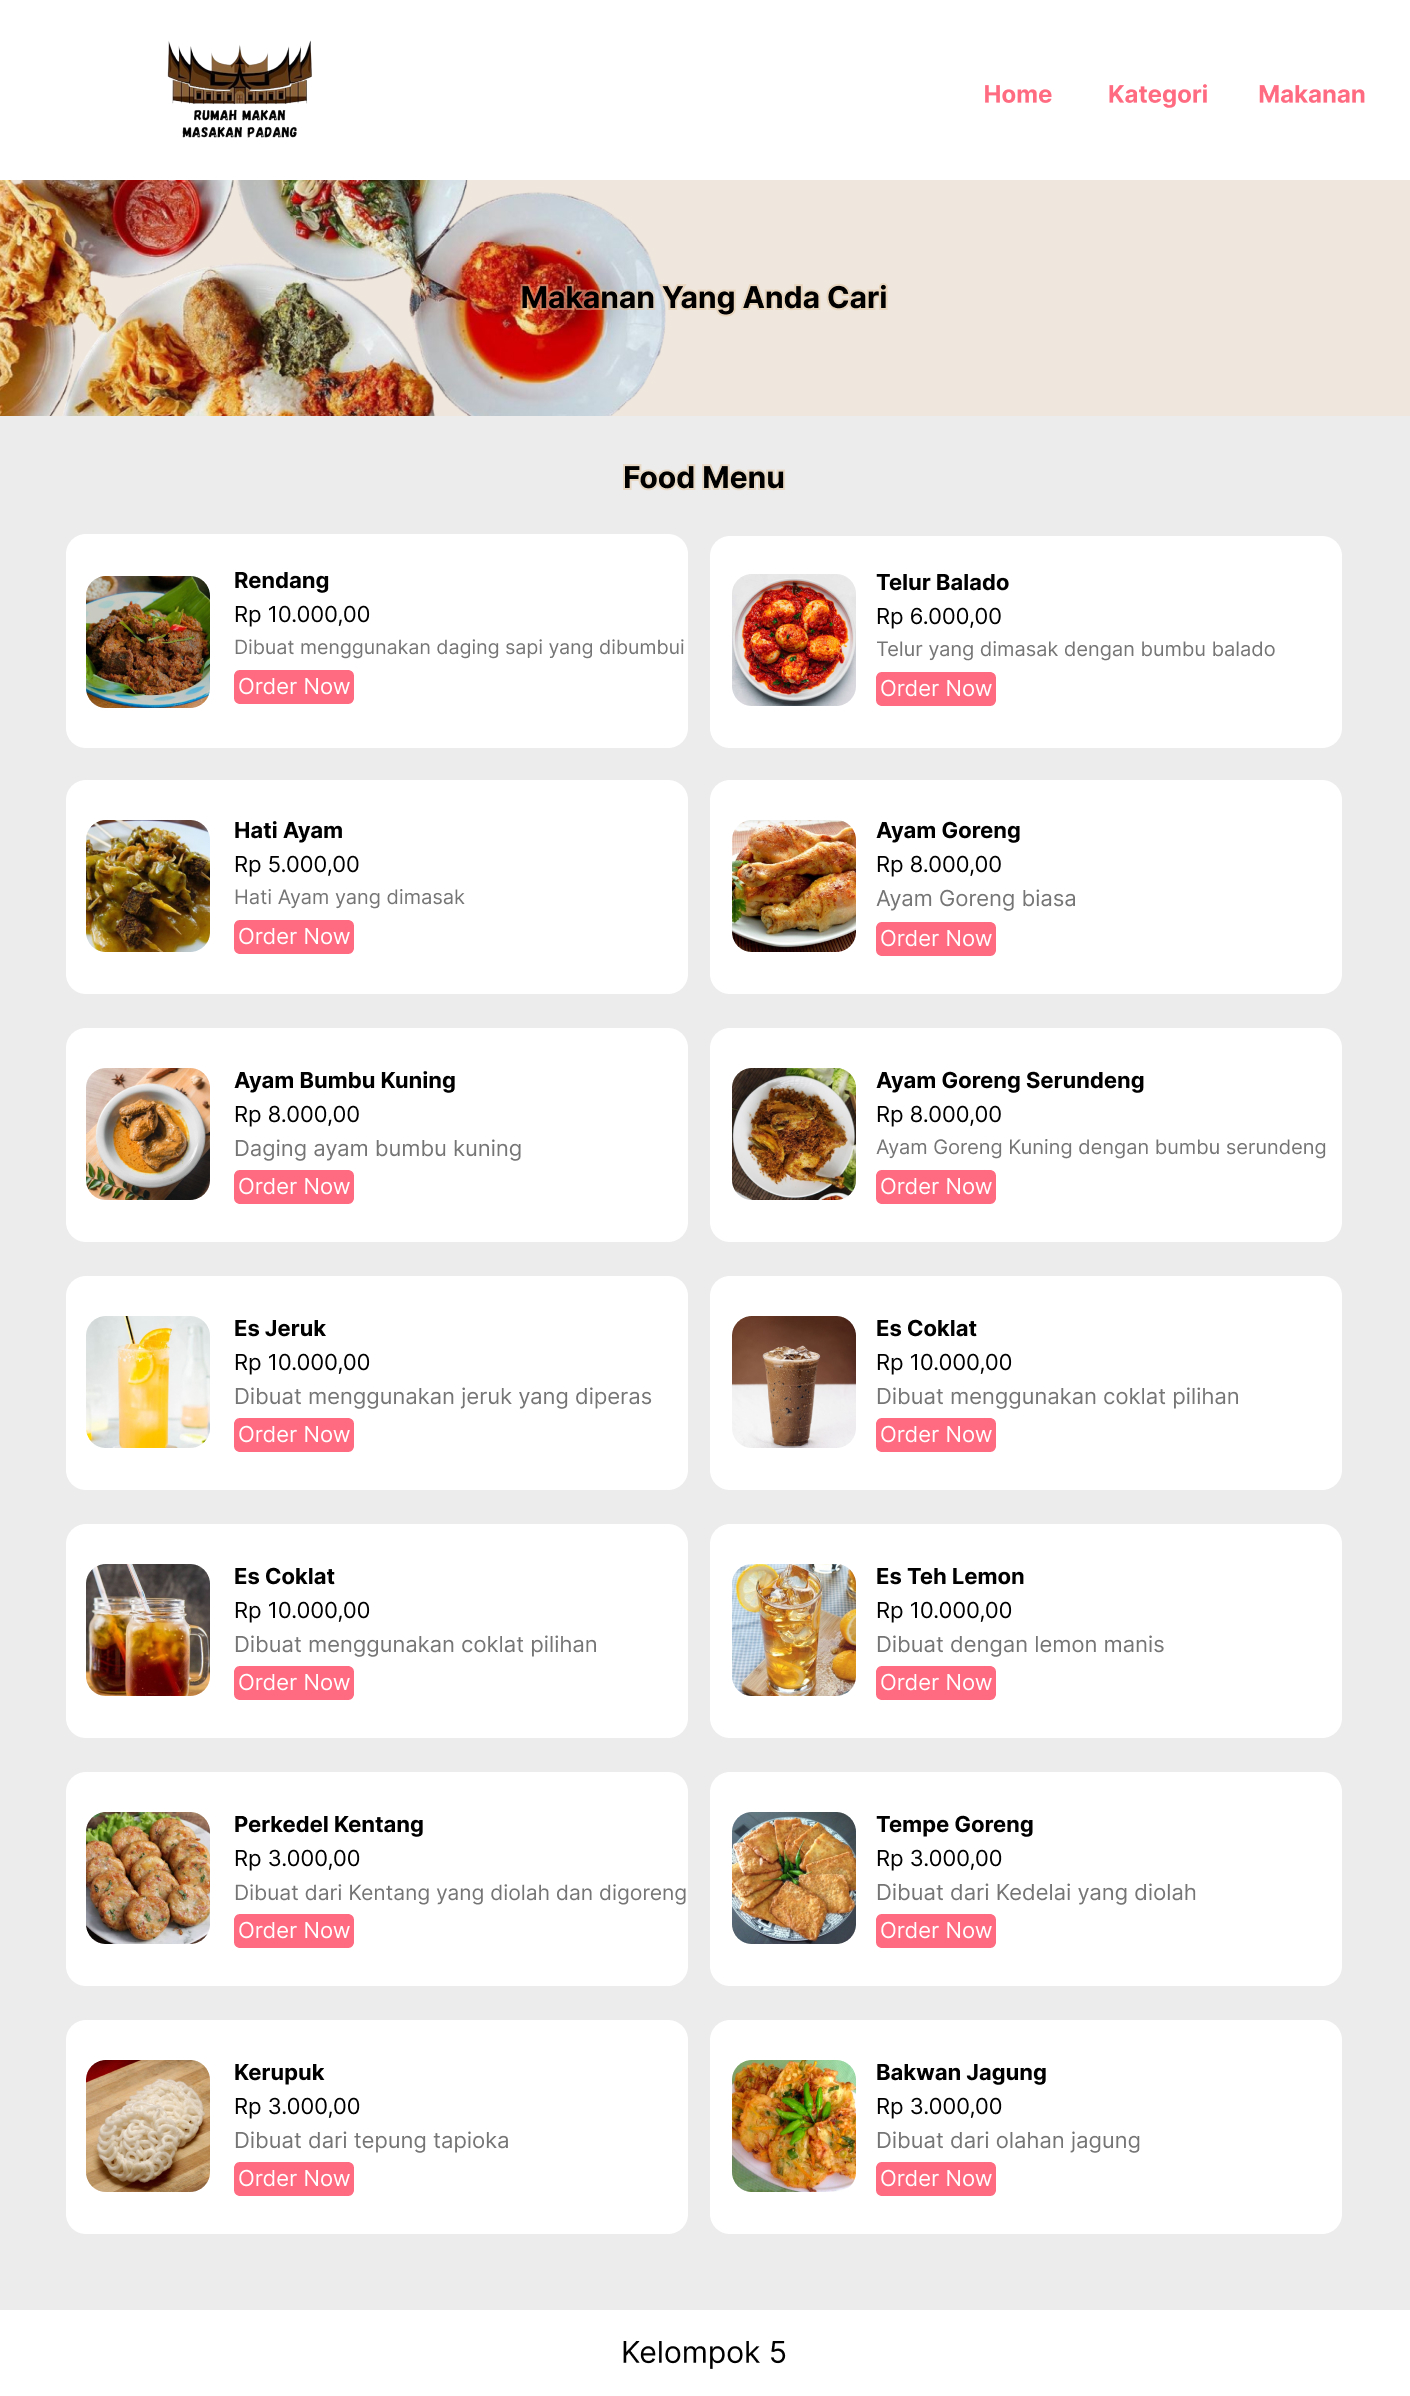 RUMAH MAKAN
MASAKAN PADANG
Home Kategori Makanan
Makanan Yang Anda Cari
Food Menu
Rendang
Rp 10.000,00
Dibuat menggunakan daging sapi yang dibumbui
Order Now
Telur Balado
Rp 6.000,00
Telur yang dimasak dengan bumbu balado
Order Now
Hati Ayam
Rp 5.000,00
Hati Ayam yang dimasak
Order Now
Ayam Goreng
Rp 8.000,00
Ayam Goreng biasa
Order Now
Ayam Bumbu Kuning
Rp 8.000,00
Daging ayam bumbu kuning
Order Now
Ayam Goreng Serundeng
Rp 8.000,00
Ayam Goreng Kuning dengan bumbu serundeng
Order Now
Es Jeruk
Rp 10.000,00
Dibuat menggunakan jeruk yang diperas
Order Now
Es Coklat
Rp 10.000,00
Dibuat menggunakan coklat pilihan
Order Now
Es Coklat
Rp 10.000,00
Dibuat menggunakan coklat pilihan
Order Now
Es Teh Lemon
Rp 10.000,00
Dibuat dengan lemon manis
Order Now
Perkedel Kentang
Rp 3.000,00
Dibuat dari Kentang yang diolah dan digoreng
Order Now
Tempe Goreng
Rp 3.000,00
Dibuat dari Kedelai yang diolah
Order Now
Kerupuk
Rp 3.000,00
Dibuat dari tepung tapioka
Order Now
Bakwan Jagung
Rp 3.000,00
Dibuat dari olahan jagung
Order Now
Kelompok 5